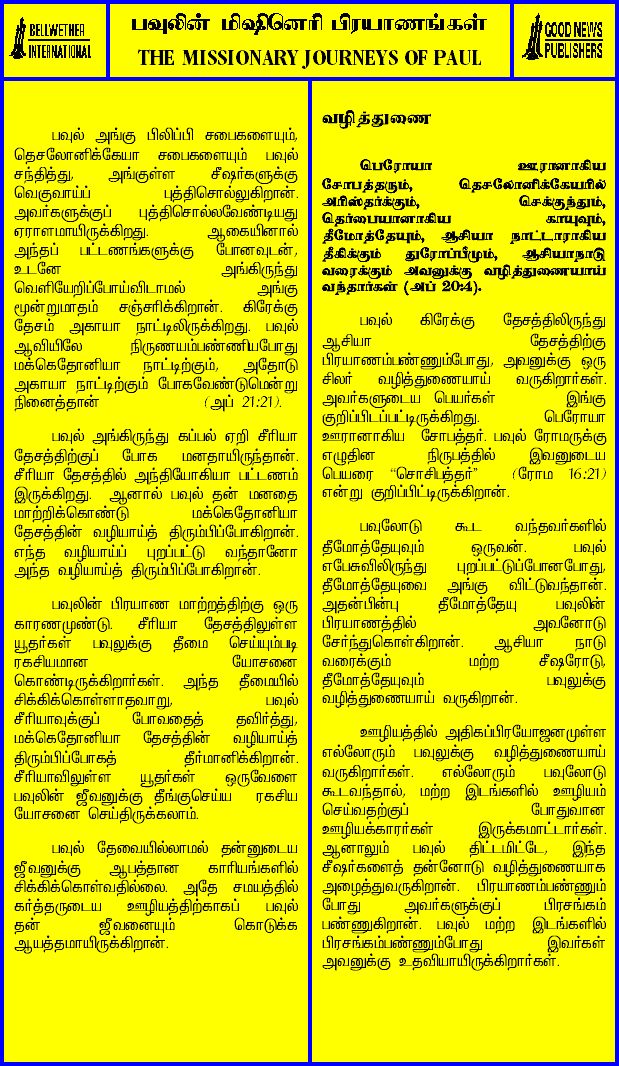 BELLWETHER
INTERNATIONAL
பவுலின் மிஷினெரி பிரயாணங்கள்
THE MISSIONARY JOURNEYS OF PAUL
GOOD NEWS
PUBLISHERS
பவுல் அங்கு பிலிப்பி சபைகளையும்,
தெசலோனிக்கேயா சபைகளையும் பவுல்
சந்தித்து, அங்குள்ள சீஷர்களுக்கு
வெகுவாய்ப் புத்திசொல்லுகிறான்.
அவர்களுக்குப் புத்திசொல்லவேண்டியது
ஏராளமாயிருக்கிறது. ஆகையினால்
அந்தப் பட்டணங்களுக்கு போனவுடன்,
உடனே அங்கிருந்து
வெளியேறிப்போய்விடாமல் அங்கு
மூன்றுமாதம் சஞ்சரிக்கிறான். கிரேக்கு
தேசம் அகாயா நாட்டிலிருக்கிறது. பவுல்
ஆவியிலே நிருணயம்பண்ணியபோது
மக்கெதோனியா நாட்டிற்கும், அதோடு
அகாயா நாட்டிற்கும் போகவேண்டுமென்று
நினைத்தான் (அப் 21:21).
பவுல் அங்கிருந்து கப்பல் ஏறி சீரியா
தேசத்திற்குப் போக மனதாயிருந்தான்.
சீரியா தேசத்தில் அந்தியோகியா பட்டணம்
இருக்கிறது. ஆனால் பவுல் தன் மனதை
மாற்றிக்கொண்டு மக்கெதோனியா
தேசத்தின் வழியாய்த் திரும்பிப்போகிறான்.
எந்த வழியாய்ப் புறப்பட்டு வந்தானோ
அந்த வழியாய்த் திரும்பிப்போகிறான்.
பவுலின் பிரயாண மாற்றத்திற்கு ஒரு
காரணமுண்டு. சீரியா தேசத்திலுள்ள
யூதர்கள் பவுலுக்கு தீமை செய்யும்படி
ரகசியமான யோசனை
கொண்டிருக்கிறார்கள். அந்த தீமையில்
சிக்கிக்கொள்ளாதவாறு, பவுல்
சீரியாவுக்குப் போவதைத் தவிர்த்து,
மக்கெதோனியா தேசத்தின் வழியாய்த்
திரும்பிப்போகத் தீர்மானிக்கிறான்.
சீரியாவிலுள்ள யூதர்கள் ஒருவேளை
பவுலின் ஜீவனுக்கு தீங்குசெய்ய ரகசிய
யோசனை செய்திருக்கலாம்.
பவுல் தேவையில்லாமல் தன்னுடைய
ஜீவனுக்கு ஆபத்தான காரியங்களில்
சிக்கிக்கொள்வதில்லை. அதே சமயத்தில்
கர்த்தருடைய ஊழியத்திற்காகப் பவுல்
தன் ஜீவனையும் கொடுக்க
ஆயத்தமாயிருக்கிறான்.
வழித்துணை
பெரோயா ஊரானாகிய
சோபத்தரும், தெசலோனிக்கேயரில்
அரிஸ்தர்க்கும், செக்குந்தும்,
தெர்பையானாகிய காயுவும்,
தீமோத்தேயும், ஆசியா நாட்டாராகிய
தீகிக்கும் துரோப்பீமும், ஆசியாநாடு
வரைக்கும் அவனுக்கு வழித்துணையாய்
வந்தார்கள் (அப் 20:4).
பவுல் கிரேக்கு தேசத்திலிருந்து
ஆசியா தேசத்திற்கு
பிரயாணம்பண்ணும்போது, அவனுக்கு ஒரு
சிலர் வழித்துணையாய் வருகிறார்கள்.
அவர்களுடைய பெயர்கள் இங்கு
குறிப்பிடப்பட்டிருக்கிறது. பெரோயா
ஊரானாகிய சோபத்தர். பவுல் ரோமருக்கு
எழுதின நிருபத்தில் இவனுடைய
பெயரை “சொசிபத்தர்” (ரோம 16:21)
என்று குறிப்பிட்டிருக்கிறான்.
பவுலோடு கூட வந்தவர்களில்
தீமோத்தேயுவும் ஒருவன். பவுல்
எபேசுவிலிருந்து புறப்பட்டுப்போனபோது,
தீமோத்தேயுவை அங்கு விட்டுவந்தான்.
அதன்பின்பு தீமோத்தேயு பவுலின்
பிரயாணத்தில் அவனோடு
சேர்ந்துகொள்கிறான். ஆசியா நாடு
வரைக்கும் மற்ற சீஷரோடு,
தீமோத்தேயுவும் பவுலுக்கு
வழித்துணையாய் வருகிறான்.
ஊழியத்தில் அதிகப்பிரயோஜனமுள்ள
எல்லோரும் பவுலுக்கு வழித்துணையாய்
வருகிறார்கள். எல்லோரும் பவுலோடு
கூடவந்தால், மற்ற இடங்களில் ஊழியம்
செய்வதற்குப் போதுவான
ஊழியக்காரர்கள் இருக்கமாட்டார்கள்.
ஆனாலும் பவுல் திட்டமிட்டே, இந்த
சீஷர்களைத் தன்னோடு வழித்துணையாக
அழைத்துவருகிறான். பிரயாணம்பண்ணும்
போது அவர்களுக்குப் பிரசங்கம்
பண்ணுகிறான். பவுல் மற்ற இடங்களில்
பிரசங்கம்பண்ணும்போது இவர்கள்
அவனுக்கு உதவியாயிருக்கிறார்கள்.